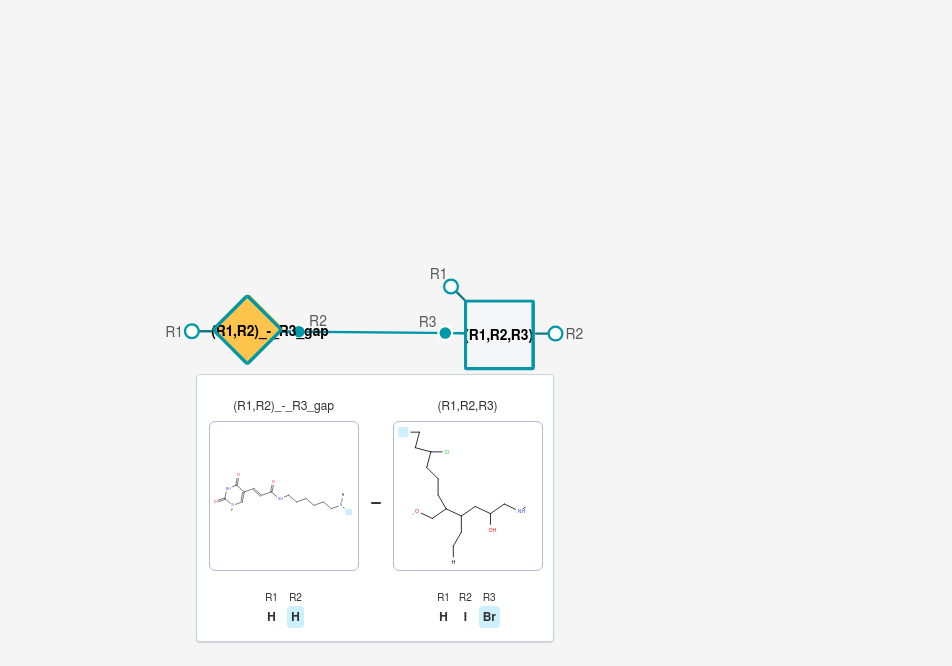 R1
R1
(R1,R2)_-_R3_gap
R2
R3
(R1,R2,R3)
R2
(R1,R2)_-_R3_gap
(R1,R2,R3)
Cl
O
O
O
NH
NH
O
OH
NH
H
R1 R2
R1 R2 R3
H H
H I Br